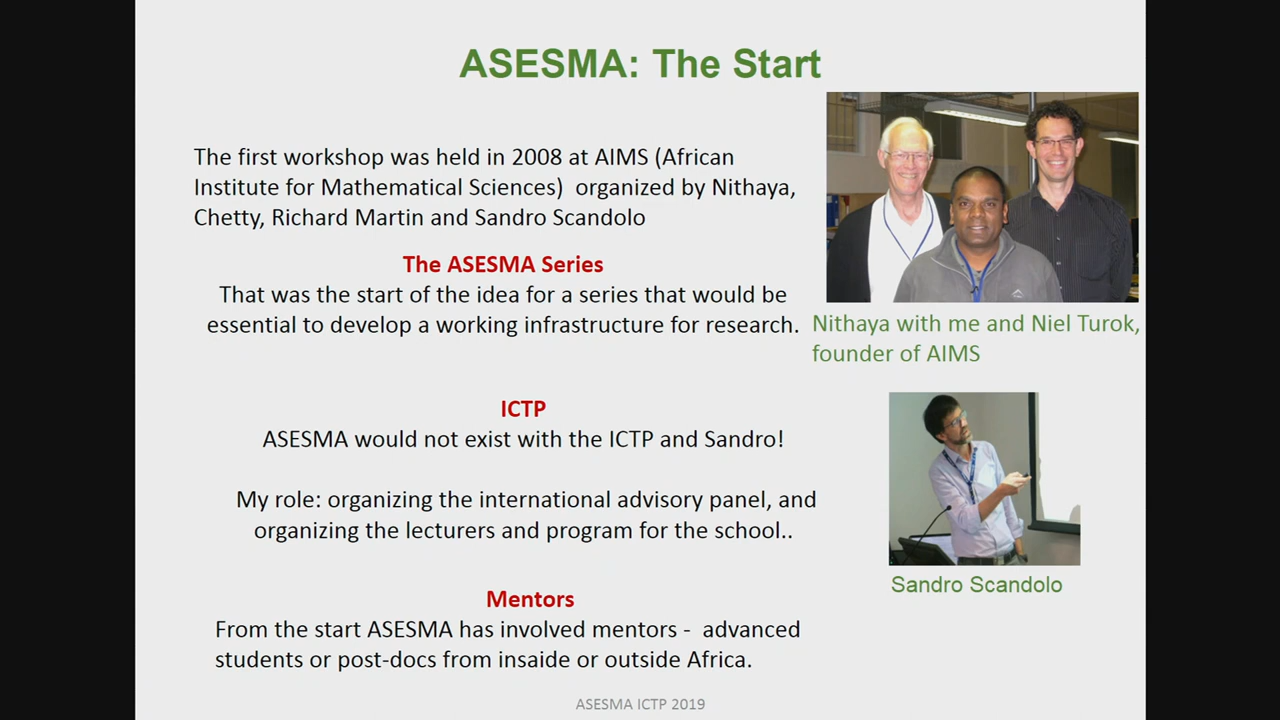 ASESMA: The Start
The first workshop was held in 2008 at AIMS (African
Institute for Mathematical Sciences)  organized by Nithaya,
Chetty, Richard Martin and Sandro Scandolo
The ASESMA Series
That was the start of the idea for a series that would be
essential to develop a working infrastructure for research.
Nithaya with me and Niel Turok,
founder of AIMS
ICTP
ASESMA would not exist with the ICTP and Sandro!
My role: organizing the international advisory panel, and
organizing the lecturers and program for the school..
Sandro Scandolo
Mentors
From the start ASESMA has involved mentors -  advanced
students or post-docs from insaide or outside Africa.
ASESMA ICTP 2019